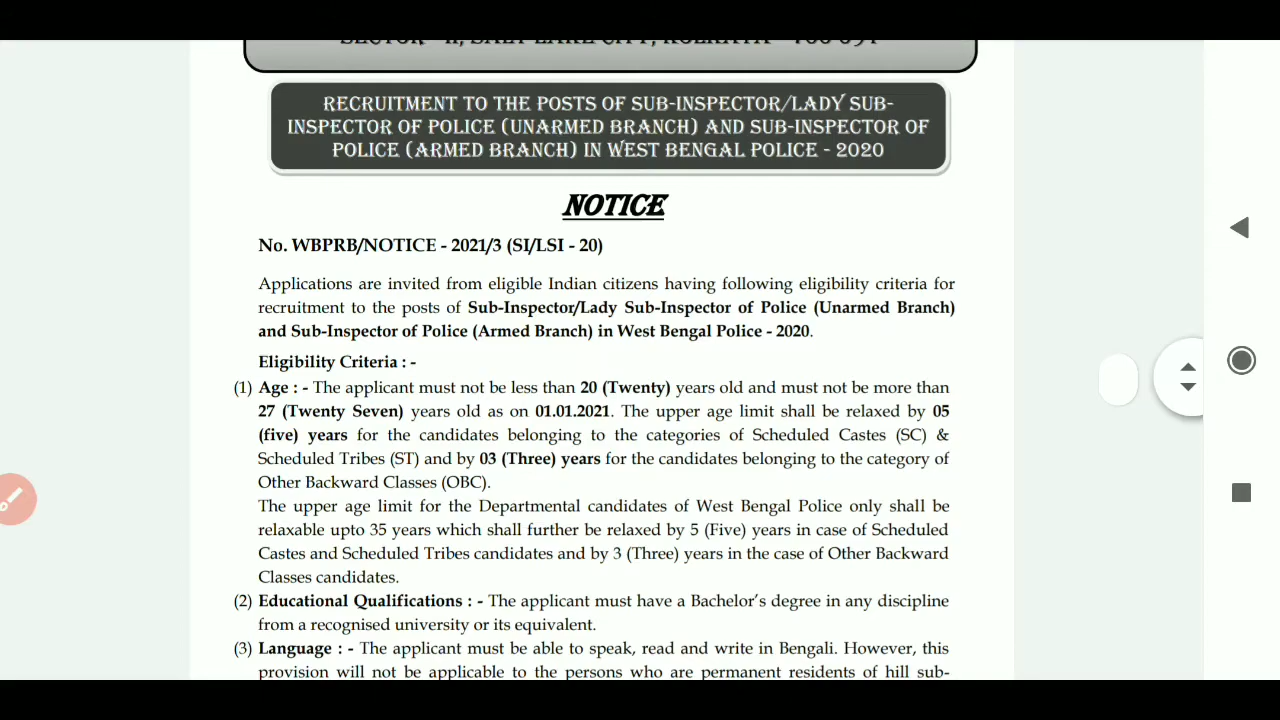 RECRUITMENT TO THE POSTS OF SUB-INSPECTOR/LADY SUB-
INSPECTOR OF POLICE (UNARMED BRANCH) AND SUB-INSPECTOR OF
POLICE (ARMED BRANCH) IN WEST BENGAL POLICE - 2020
NOTICE
No. WBPRB/NOTICE - 2021/3 (SI/LSI - 20)
Applications are invited from eligible Indian citizens having following eligibility criteria for
recruitment to the posts of Sub-Inspector/Lady Sub-Inspector of Police (Unarmed Branch)
and Sub-Inspector of Police (Armed Branch) in West Bengal Police - 2020.
Eligibility Criteria : -
(1) Age : - The applicant must not be less than 20 (Twenty) years old and must not be more than
27 (Twenty Seven) years old as on 01.01.2021. The upper age limit shall be relaxed by 05
(five) years for the candidates belonging to the categories of Scheduled Castes (SC) &
Scheduled Tribes (ST) and by 03 (Three) years for the candidates belonging to the category of
Other Backward Classes (OBC).
The upper age limit for the Departmental candidates of West Bengal Police only shall be
relaxable upto 35 years which shall further be relaxed by 5 (Five) years in case of Scheduled
Castes and Scheduled Tribes candidates and by 3 (Three) years in the case of Other Backward
Classes candidates.
(2) Educational Qualifications : - The applicant must have a Bachelor's degree in any discipline
from a recognised university or its equivalent.
(3) Language : - The applicant must be able to speak, read and write in Bengali. However, this
provision will not be applicable to the persons who are permanent residents of hill sub-